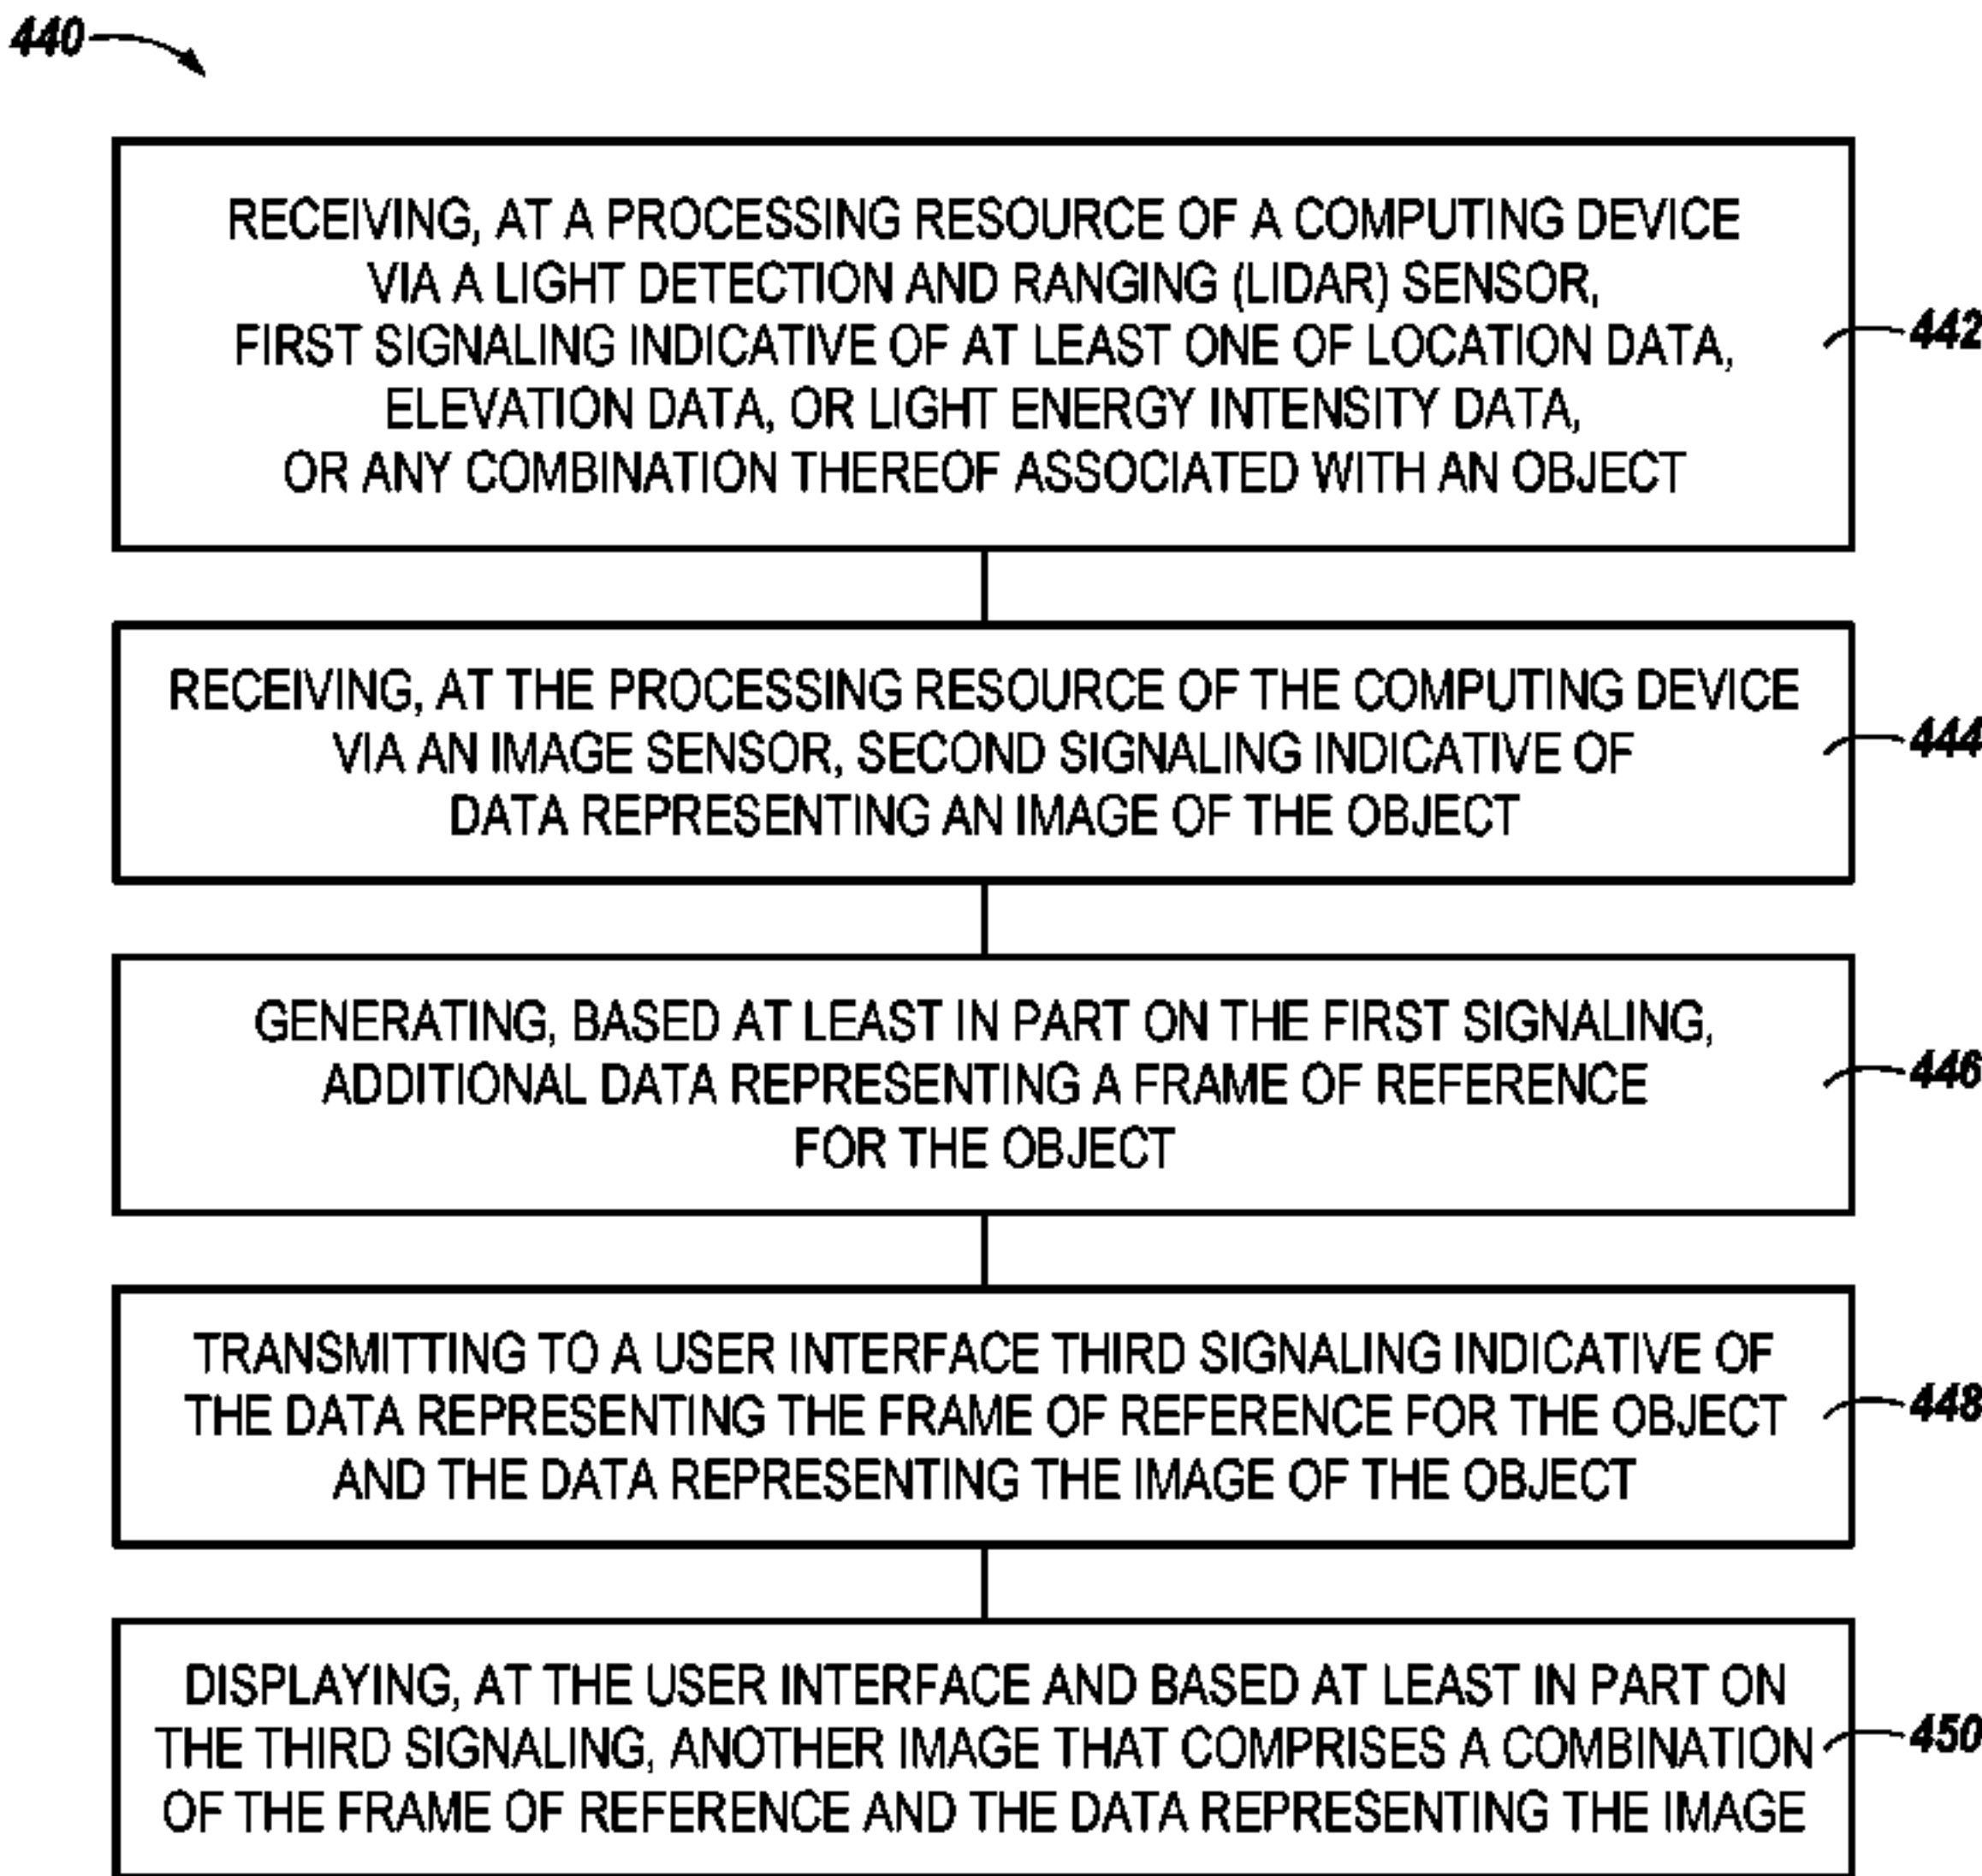 440
RECEIVING, AT A PROCESSING RESOURCE OF A COMPUTING DEVICE
VIA A LIGHT DETECTION AND RANGING (LIDAR) SENSOR,
FIRST SIGNALING INDICATIVE OF AT LEAST ONE OF LOCATION DATA,
ELEVATION DATA, OR LIGHT ENERGY INTENSITY DATA,
OR ANY COMBINATION THEREOF ASSOCIATED WITH AN OBJECT
442
RECEIVING, AT THE PROCESSING RESOURCE OF THE COMPUTING DEVICE
VIA AN IMAGE SENSOR, SECOND SIGNALING INDICATIVE OF
DATA REPRESENTING AN IMAGE OF THE OBJECT
444
GENERATING, BASED AT LEAST IN PART ON THE FIRST SIGNALING,
ADDITIONAL DATA REPRESENTING A FRAME OF REFERENCE
FOR THE OBJECT
446
TRANSMITTING TO A USER INTERFACE THIRD SIGNALING INDICATIVE OF
THE DATA REPRESENTING THE FRAME OF REFERENCE FOR THE OBJECT
AND THE DATA REPRESENTING THE IMAGE OF THE OBJECT
448
DISPLAYING, AT THE USER INTERFACE AND BASED AT LEAST IN PART ON
THE THIRD SIGNALING, ANOTHER IMAGE THAT COMPRISES A COMBINATION
OF THE FRAME OF REFERENCE AND THE DATA REPRESENTING THE IMAGE
450